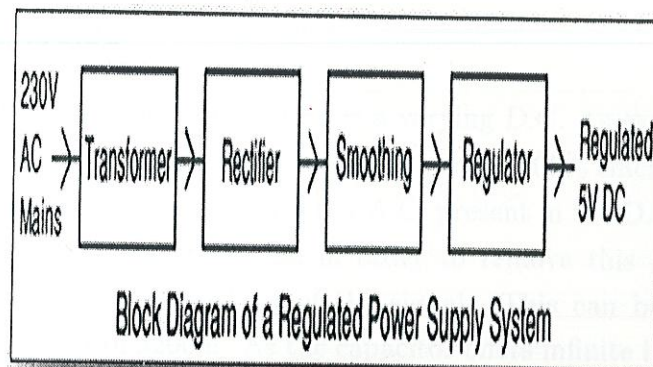 230V
AC
Mains
Transformer
Rectifier
Smoothing
Regulator
Regulated
5V DC
Block Diagram of a Regulated Power Supply System